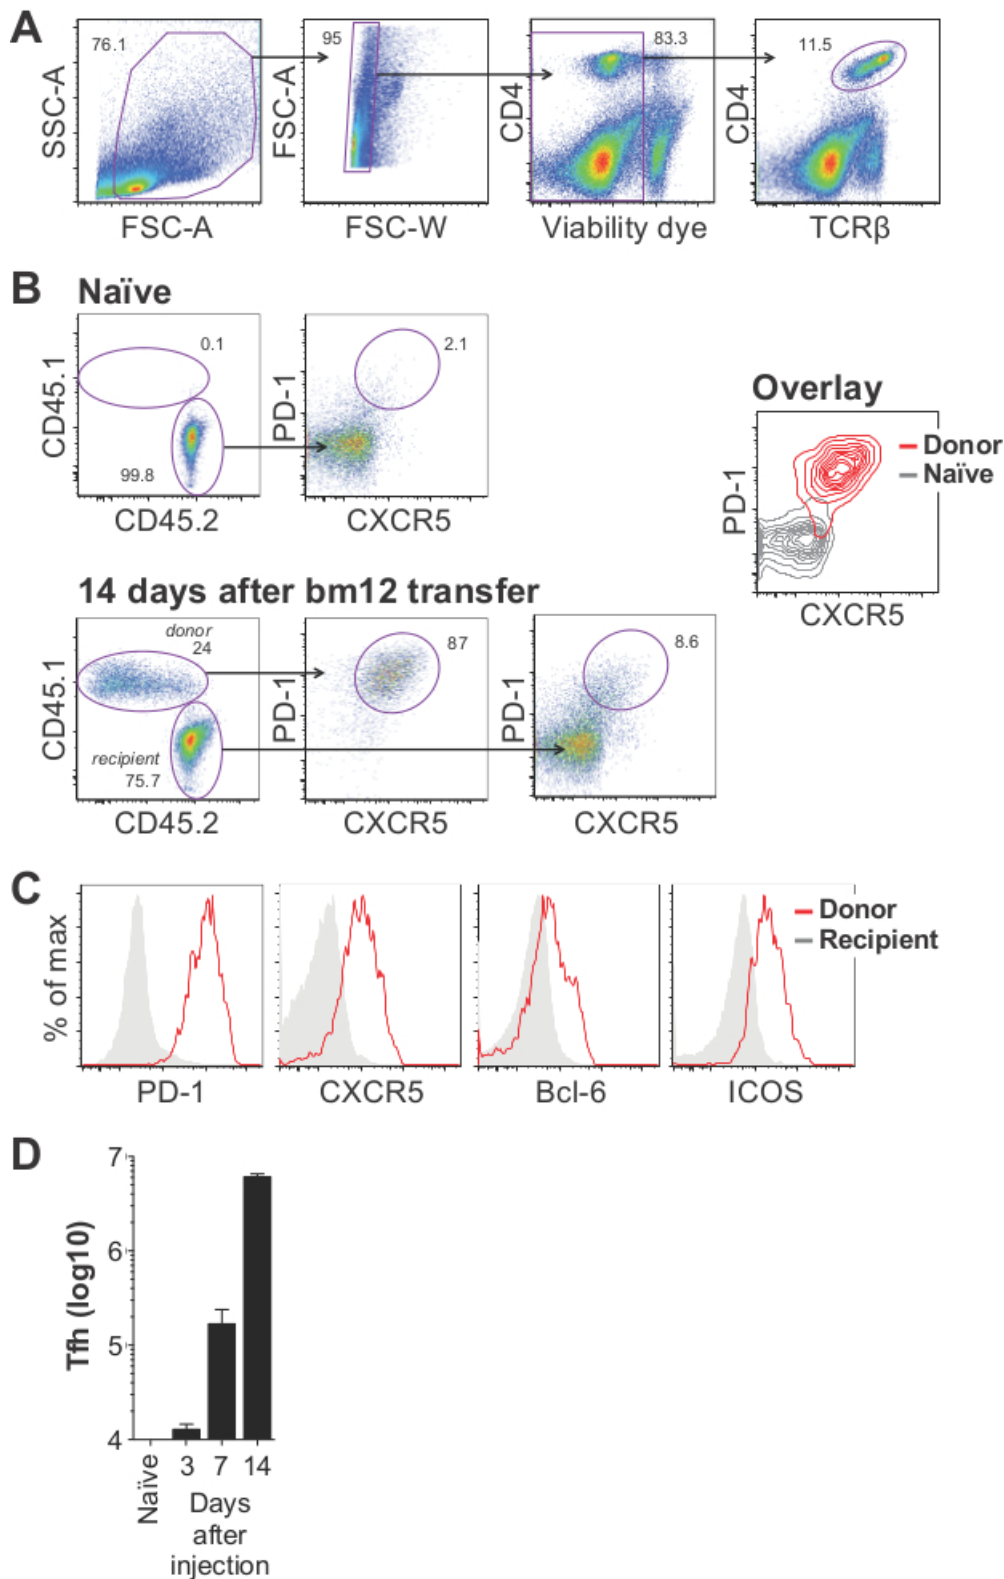 A
76.1
SSC-A
FSC-A
95
FSC-A
FSC-W
83.3
CD4
Viability dye
11.5
CD4
TCRβ
B
Naïve
0.1
CD45.1
99.8
CD45.2
2.1
PD-1
CXCR5
Overlay
Donor
Naïve
PD-1
CXCR5
14 days after bm12 transfer
donor
24
CD45.1
recipient
75.7
CD45.2
87
PD-1
CXCR5
8.6
PD-1
CXCR5
C
% of max
PD-1
CXCR5
Bcl-6
ICOS
Donor
Recipient
D
Tfh (log10)
7
6
5
4
Naïve
3 7 14
Days
after
injection